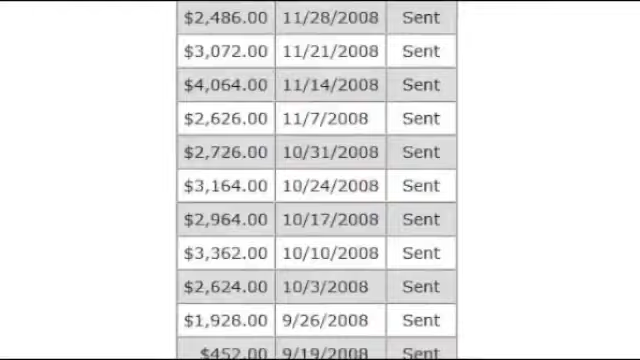 $2,486.00 11/28/2008 Sent
$3,072.00 11/21/2008 Sent
$4,064.00 11/14/2008 Sent
$2,626.00 11/7/2008 Sent
$2,726.00 10/31/2008 Sent
$3,164.00 10/24/2008 Sent
$2,964.00 10/17/2008 Sent
$3,362.00 10/10/2008 Sent
$2,624.00 10/3/2008 Sent
$1,928.00 9/26/2008 Sent
$452.00 9/19/2008 Sent